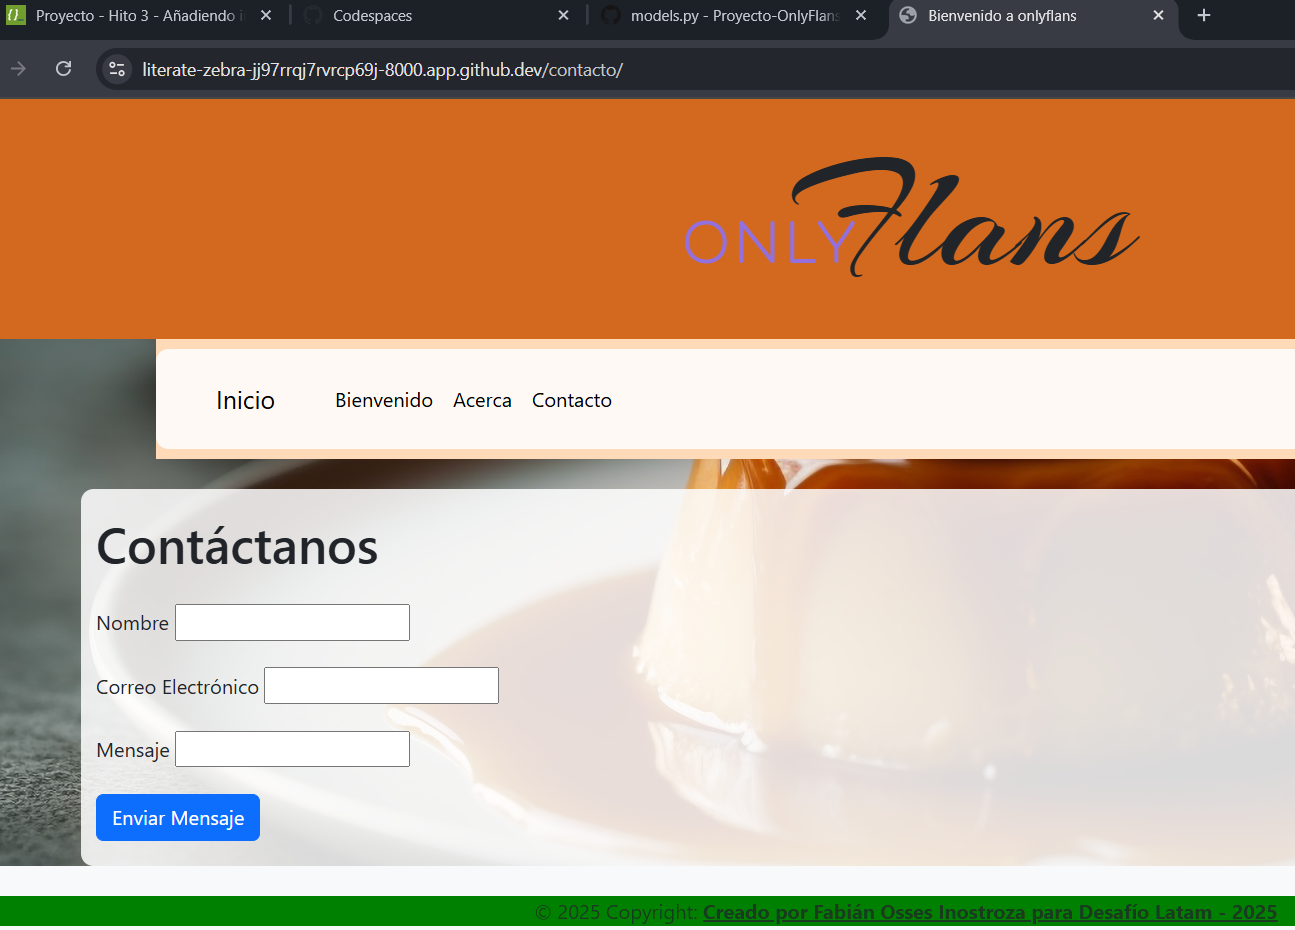 Proyecto - Hito 3 - Añadiendo i
Codespaces
models.py - Proyecto-OnlyFlans
Bienvenido a onlyflans
literate-zebra-jj97rrqj7rvrcp69j-8000.app.github.dev/contacto/
ONLY Flans
Inicio Bienvenido Acerca Contacto
Contáctanos
Nombre
Correo Electrónico
Mensaje
Enviar Mensaje
© 2025 Copyright: Creado por Fabián Osses Inostroza para Desafío Latam - 2025